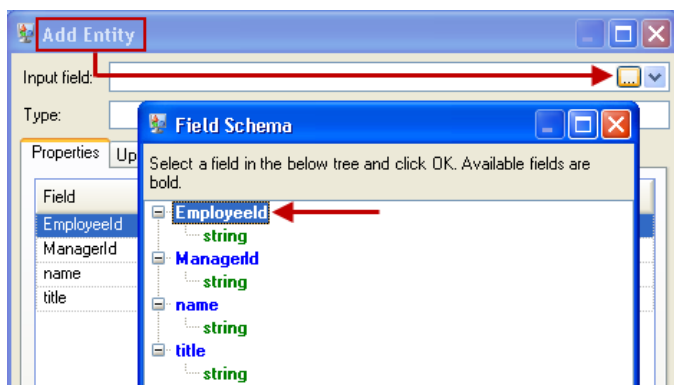 Add Entity
Input field:
...
Type:
Field Schema
Properties
Up
Select a field in the below tree and click OK. Available fields are
bold.
Field
EmployeeId
ManagerId
name
title
EmployeeId
string
ManagerId
string
name
string
title
string